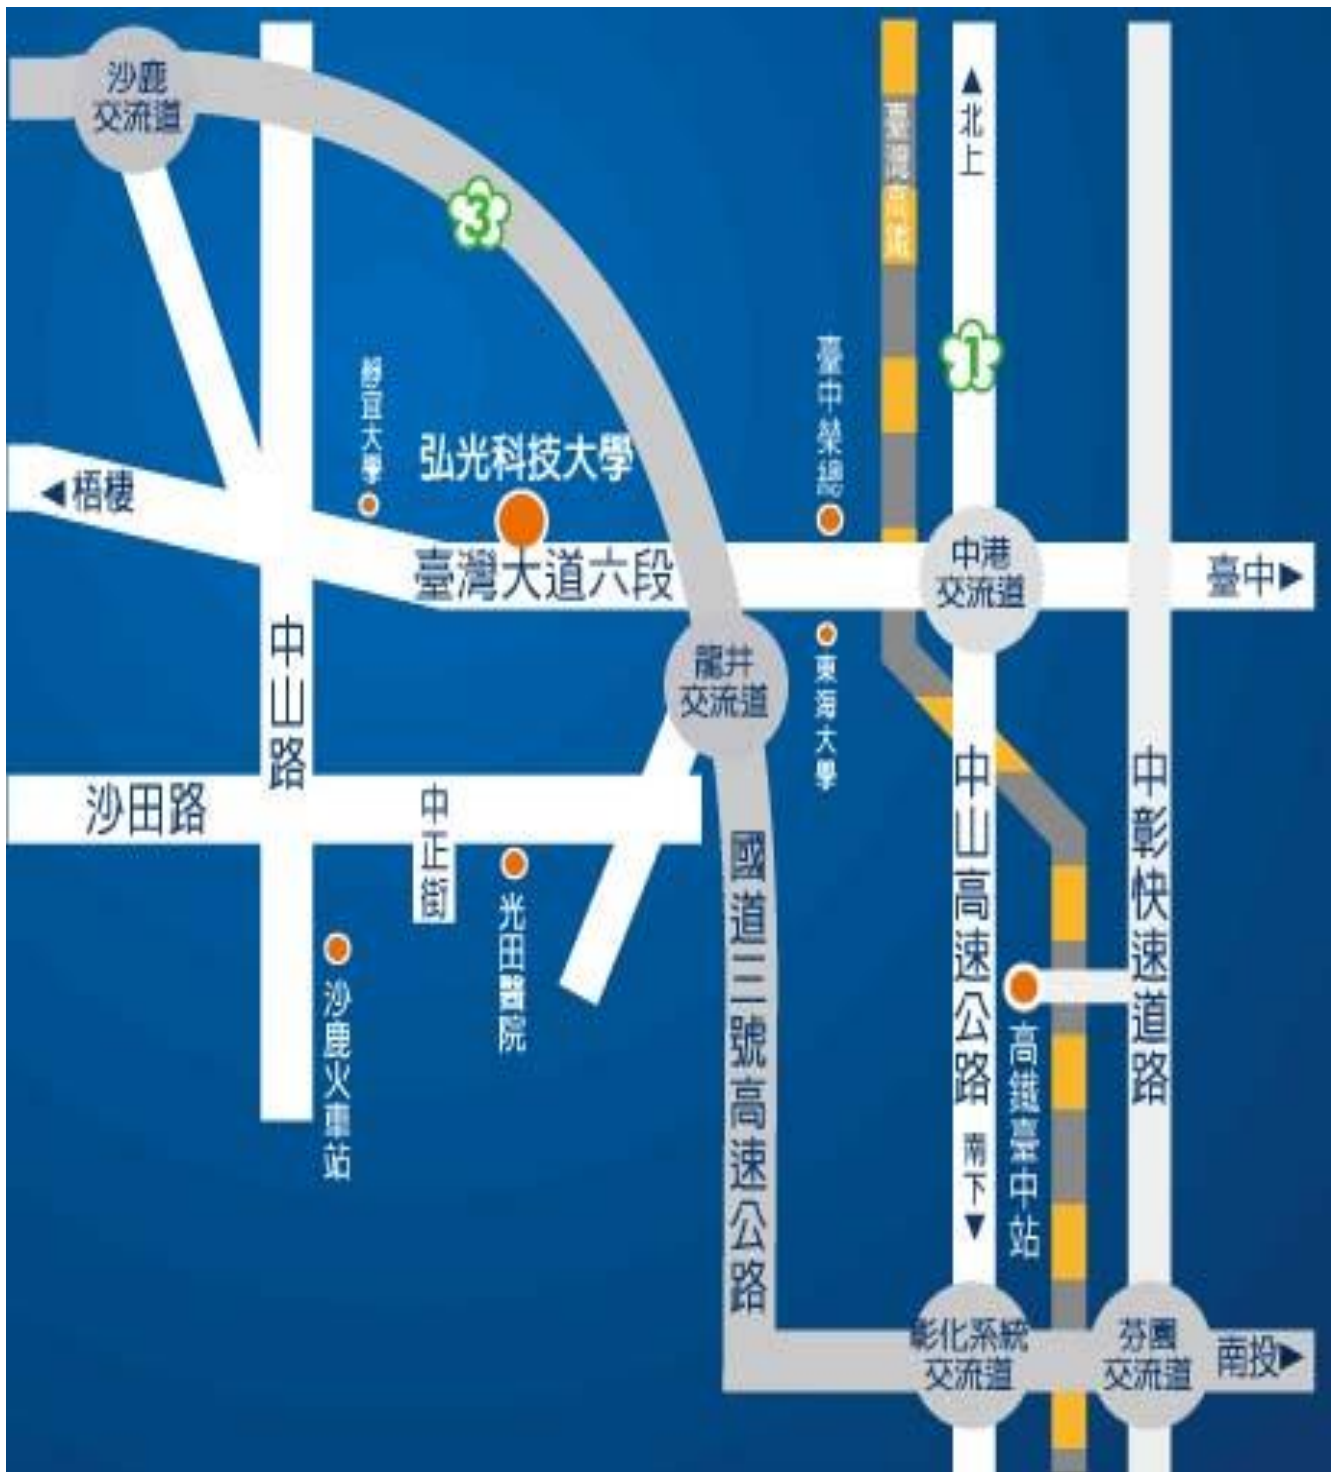 沙鹿
交流道
3
臺灣高鐵
▲北上
1
靜宜大學
弘光科技大學
臺中榮總
◀梧棲
臺灣大道六段
中港
交流道
臺中▶
中山路
龍井
交流道
東海大學
沙田路
中正街
光田醫院
沙鹿火車站
國道三號高速公路
中山高速公路
南下▼
中彰快速道路
高鐵臺中站
彰化系統
交流道
芬園
交流道
南投▶